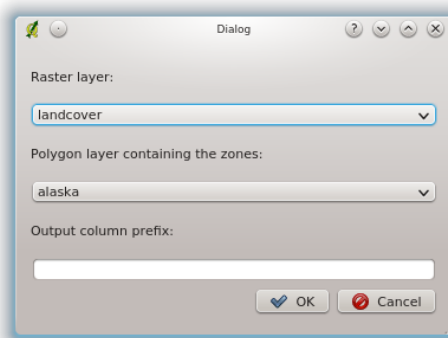 Dialog
Raster layer:
landcover
Polygon layer containing the zones:
alaska
Output column prefix:
OK Cancel